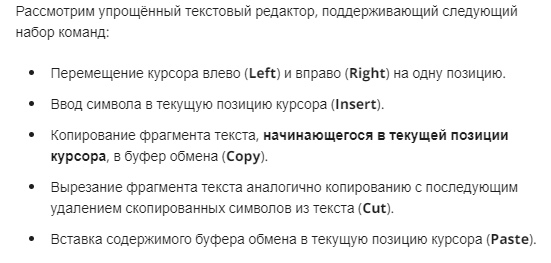 Рассмотрим упрощённый текстовый редактор, поддерживающий следующий
набор команд:
• Перемещение курсора влево (Left) и вправо (Right) на одну позицию.
• Ввод символа в текущую позицию курсора (Insert).
• Копирование фрагмента текста, начинающегося в текущей позиции
курсора, в буфер обмена (Copy).
• Вырезание фрагмента текста аналогично копированию с последующим
удалением скопированных символов из текста (Cut).
• Вставка содержимого буфера обмена в текущую позицию курсора (Paste).